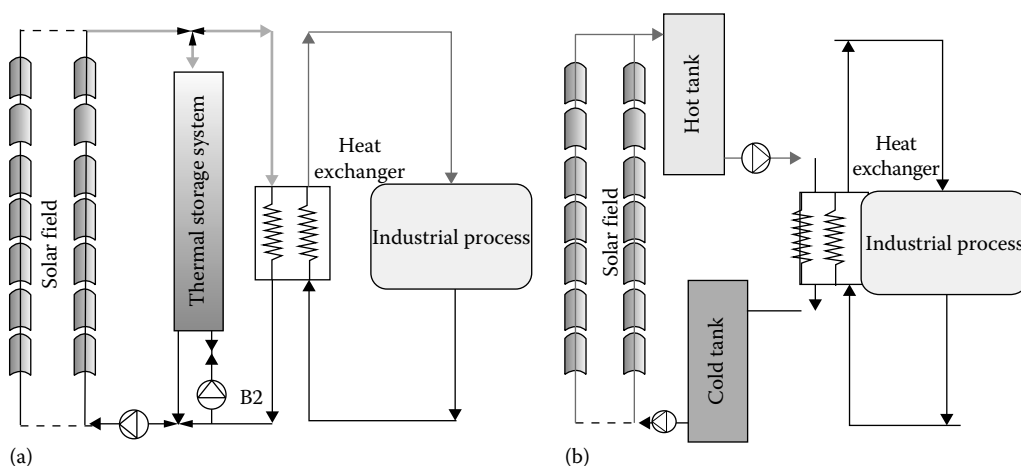 Solar field
Thermal storage system
Heat
exchanger
Industrial process
B2
(a)
Solar field
Hot tank
Cold tank
Heat
exchanger
Industrial process
(b)